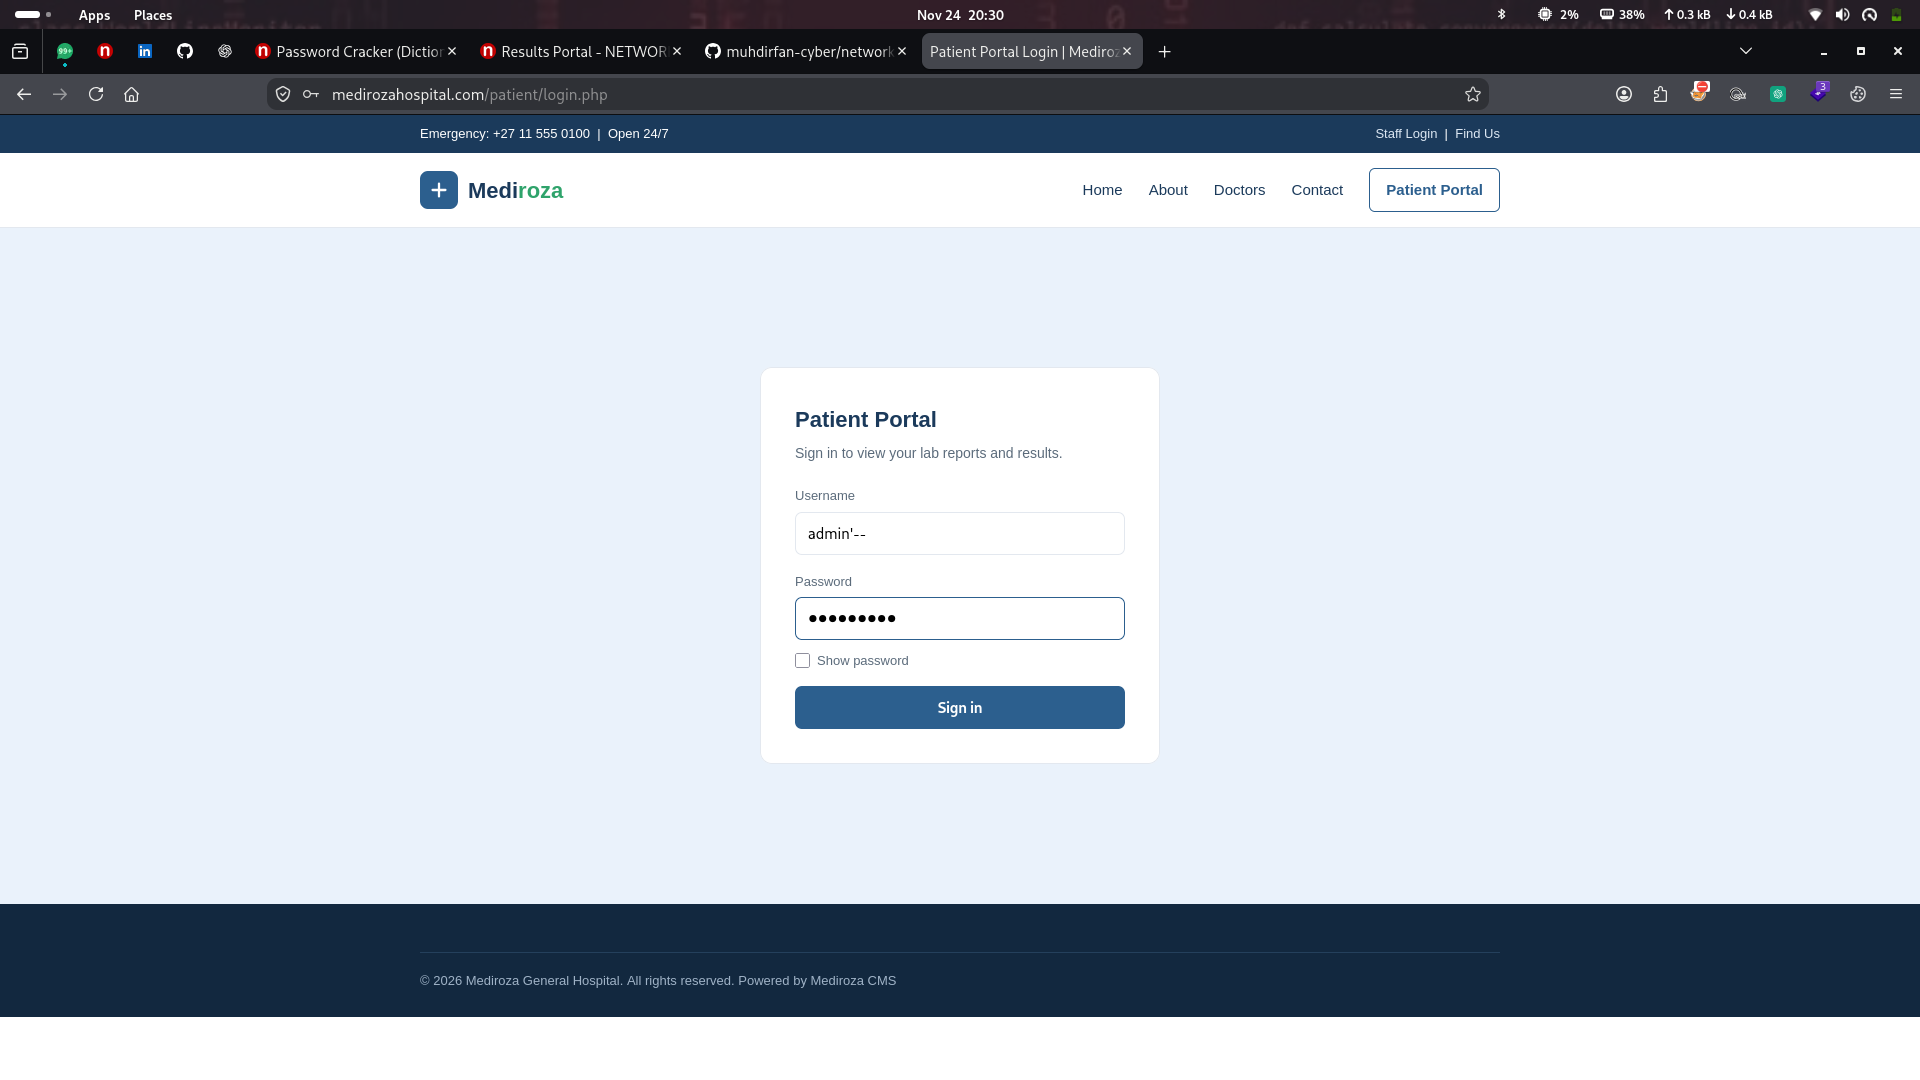 Apps Places Nov 24 20:30 2% 38% 0.3 kB 0.4 kB
99+ Password Cracker (Diction Results Portal - NETWOR muhdirfan-cyber/network Patient Portal Login | Mediroz
medirozahospital.com/patient/login.php 3
Emergency: +27 11 555 0100 | Open 24/7 Staff Login | Find Us
Mediroza Home About Doctors Contact Patient Portal
Patient Portal
Sign in to view your lab reports and results.
Username
admin'--
Password
●●●●●●●●●
Show password
Sign in
© 2026 Mediroza General Hospital. All rights reserved. Powered by Mediroza CMS